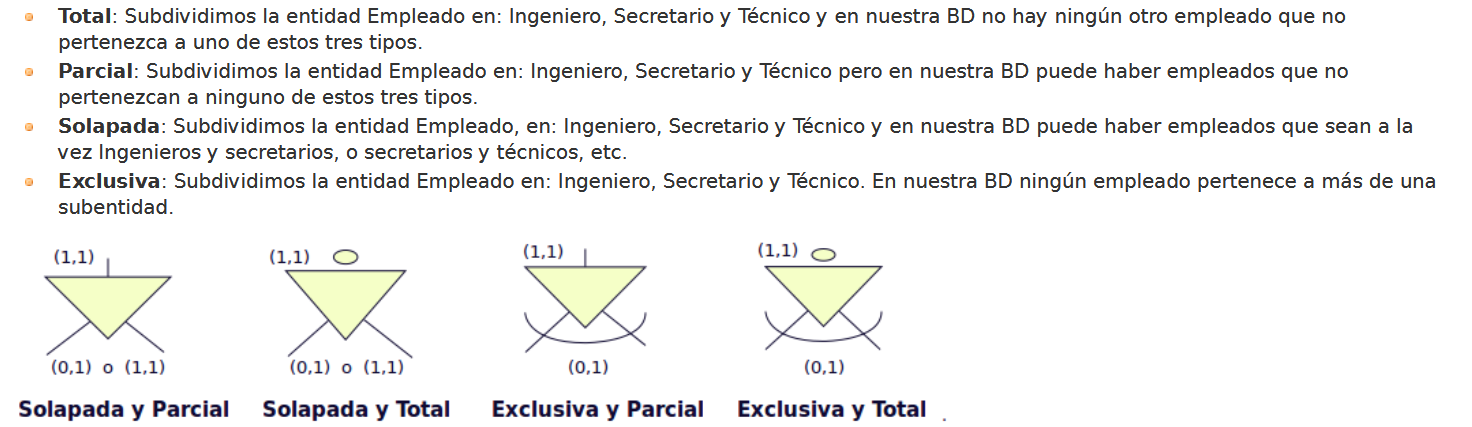 Total: Subdividimos la entidad Empleado en: Ingeniero, Secretario y Técnico y en nuestra BD no hay ningún otro empleado que no
pertenezca a uno de estos tres tipos.
Parcial: Subdividimos la entidad Empleado en: Ingeniero, Secretario y Técnico pero en nuestra BD puede haber empleados que no
pertenezcan a ninguno de estos tres tipos.
Solapada: Subdividimos la entidad Empleado, en: Ingeniero, Secretario y Técnico y en nuestra BD puede haber empleados que sean a la
vez Ingenieros y secretarios, o secretarios y técnicos, etc.
Exclusiva: Subdividimos la entidad Empleado en: Ingeniero, Secretario y Técnico. En nuestra BD ningún empleado pertenece a más de una
subentidad.
(1,1) (1,1) (1,1) (1,1)
(0,1) o (1,1) (0,1) o (1,1) (0,1) (0,1)
Solapada y Parcial Solapada y Total Exclusiva y Parcial Exclusiva y Total .